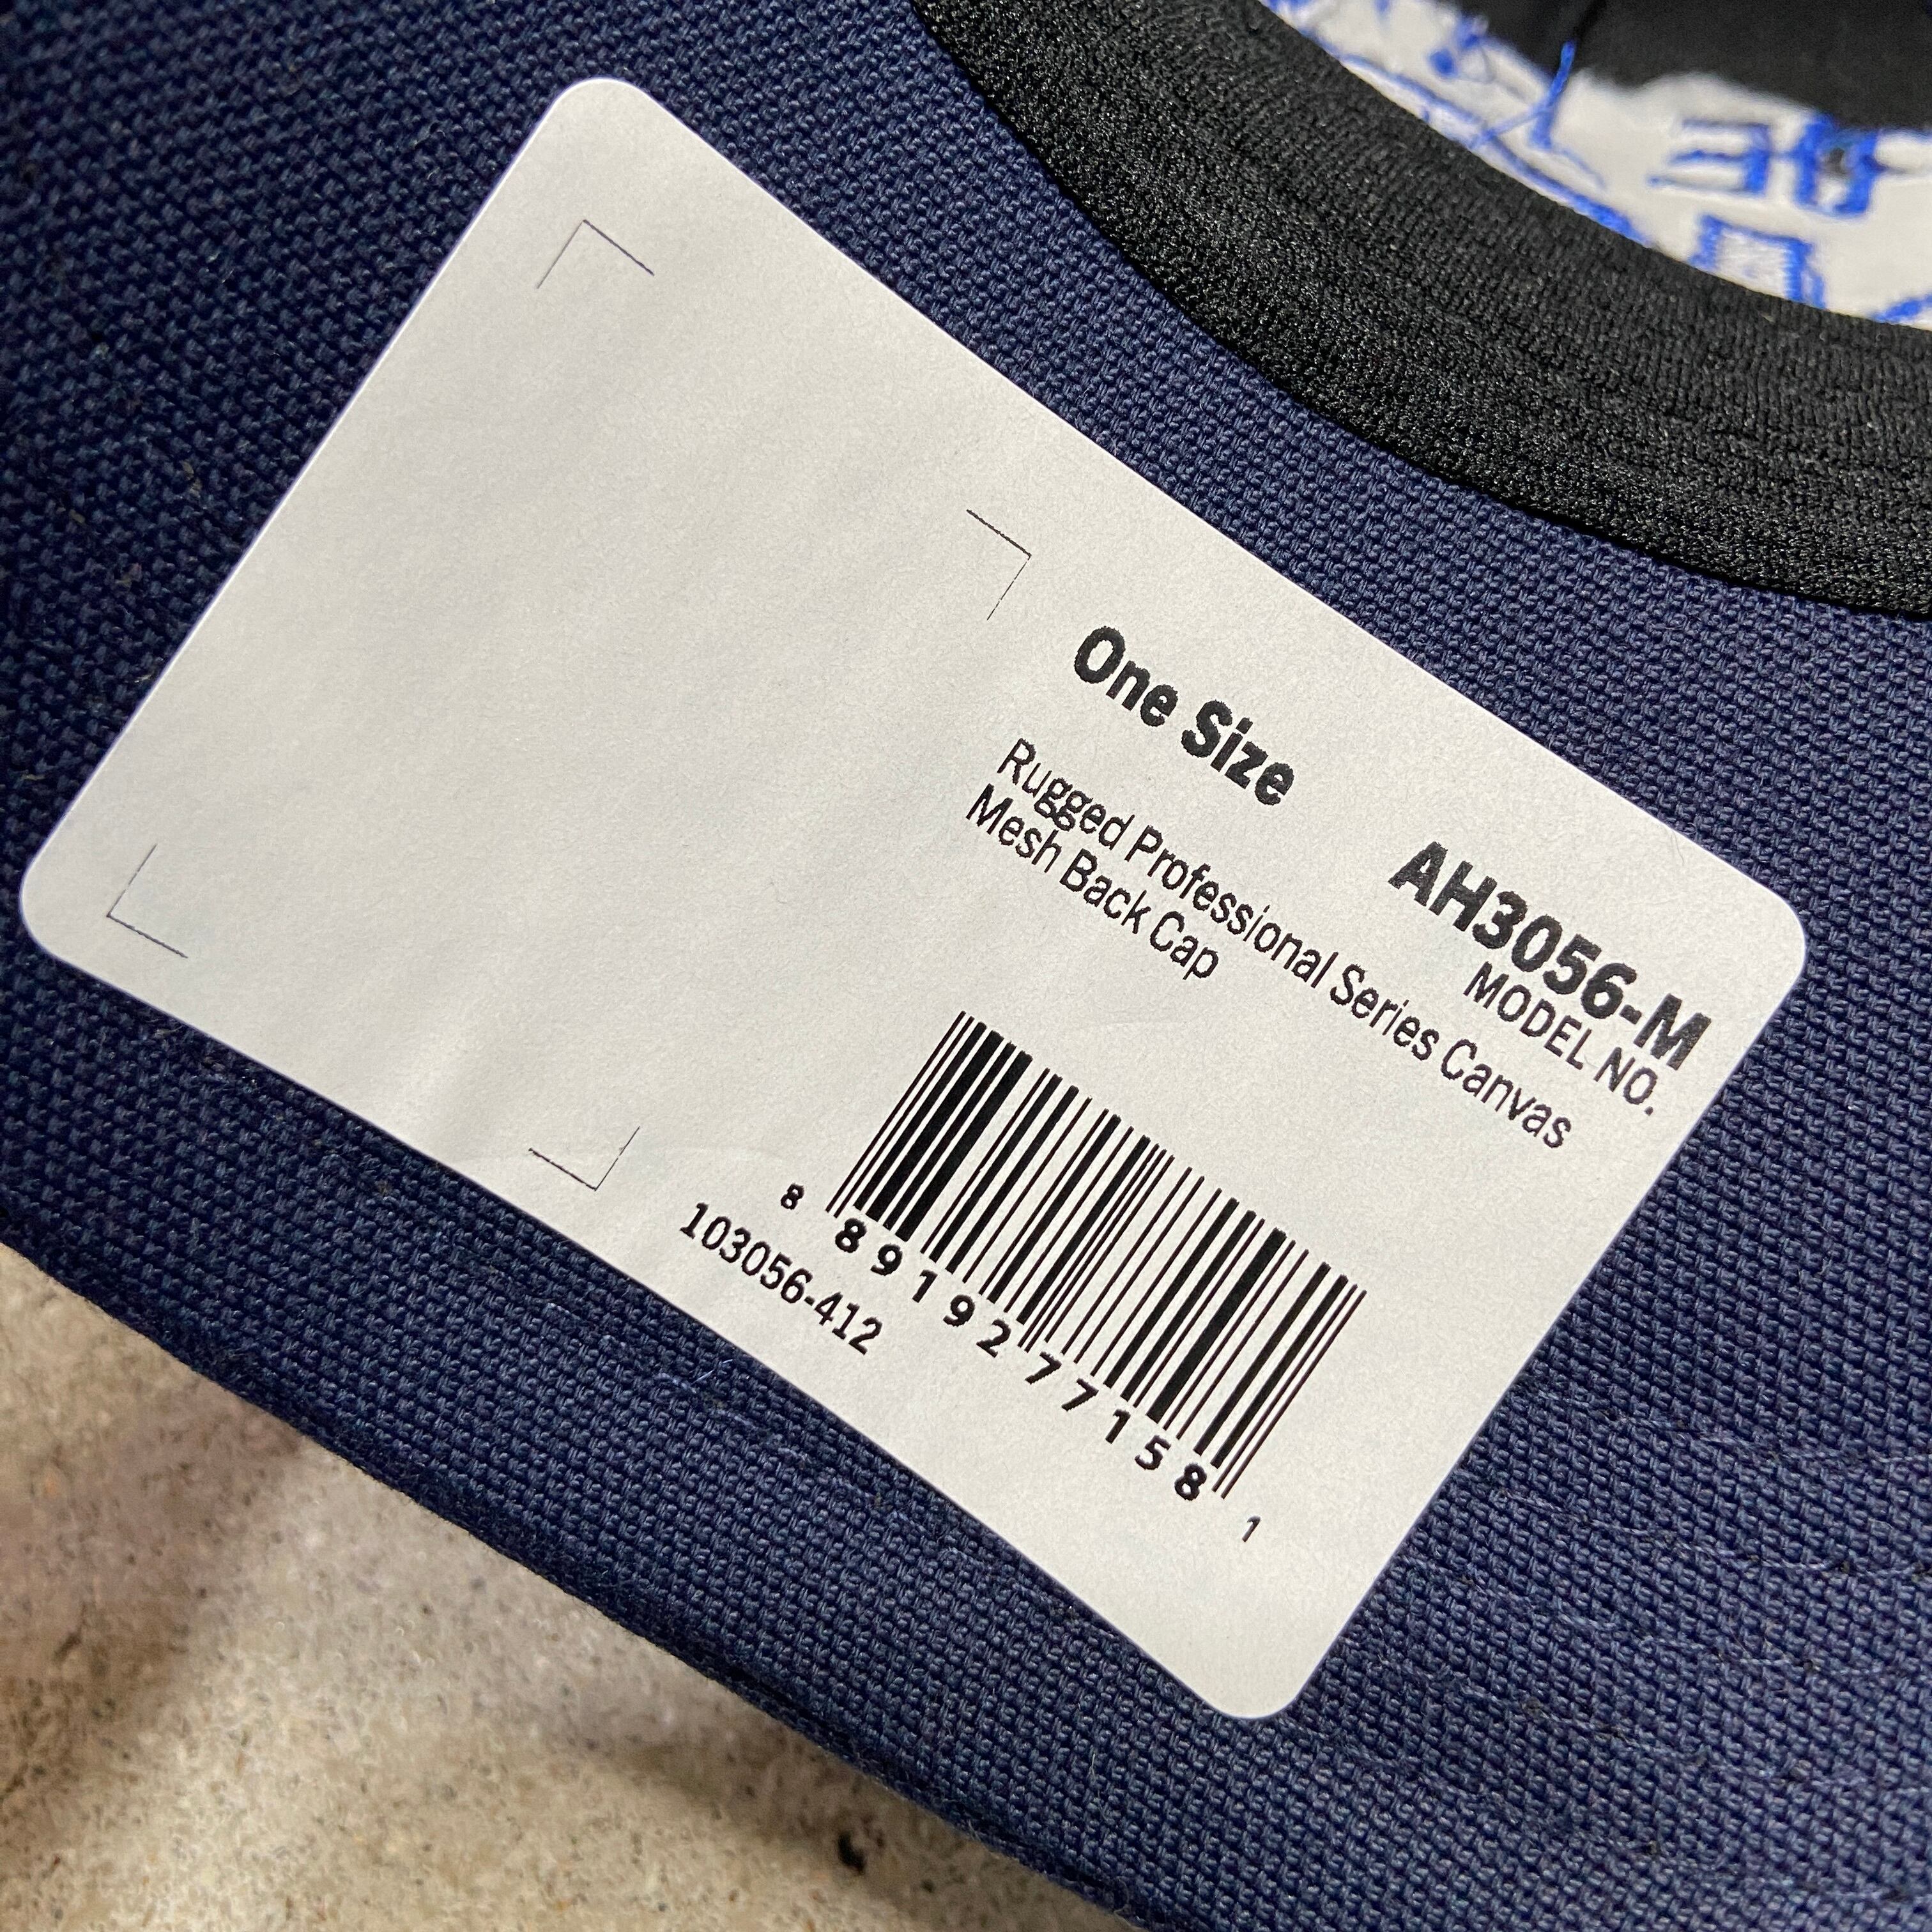 One Size
AH3056-M
MODEL NO.
Rugged Professional Series Canvas
Mesh Back Cap
8 89192 77158 1
103056-412